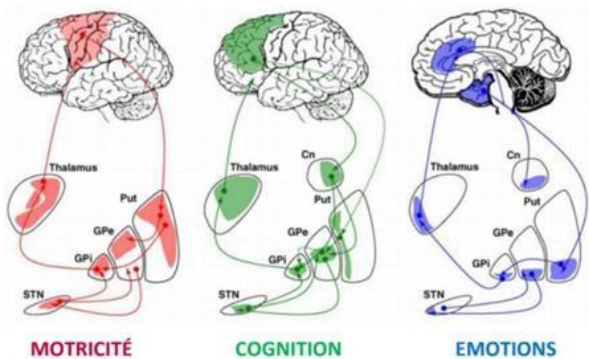 Thalamus
Put
GPe
GPi
STN
MOTRICITÉ
Thalamus
Cn
Put
GPe
GPi
STN
COGNITION
Thalamus
Cn
Put
GPe
GPi
STN
EMOTIONS